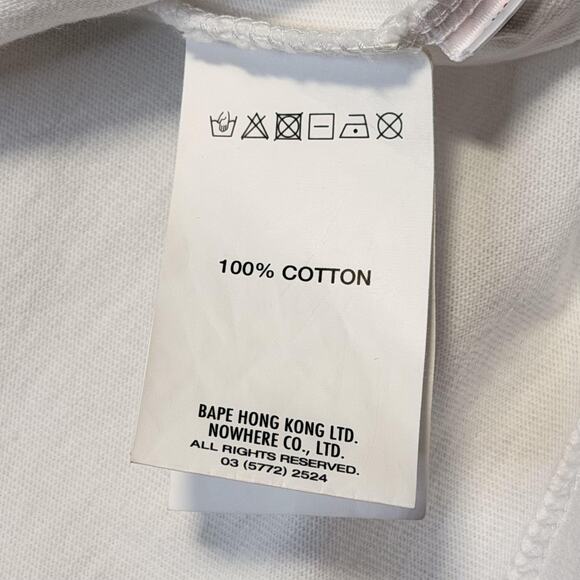 100% COTTON
BAPE HONG KONG LTD.
NOWHERE CO., LTD.
ALL RIGHTS RESERVED.
03 (5772) 2524